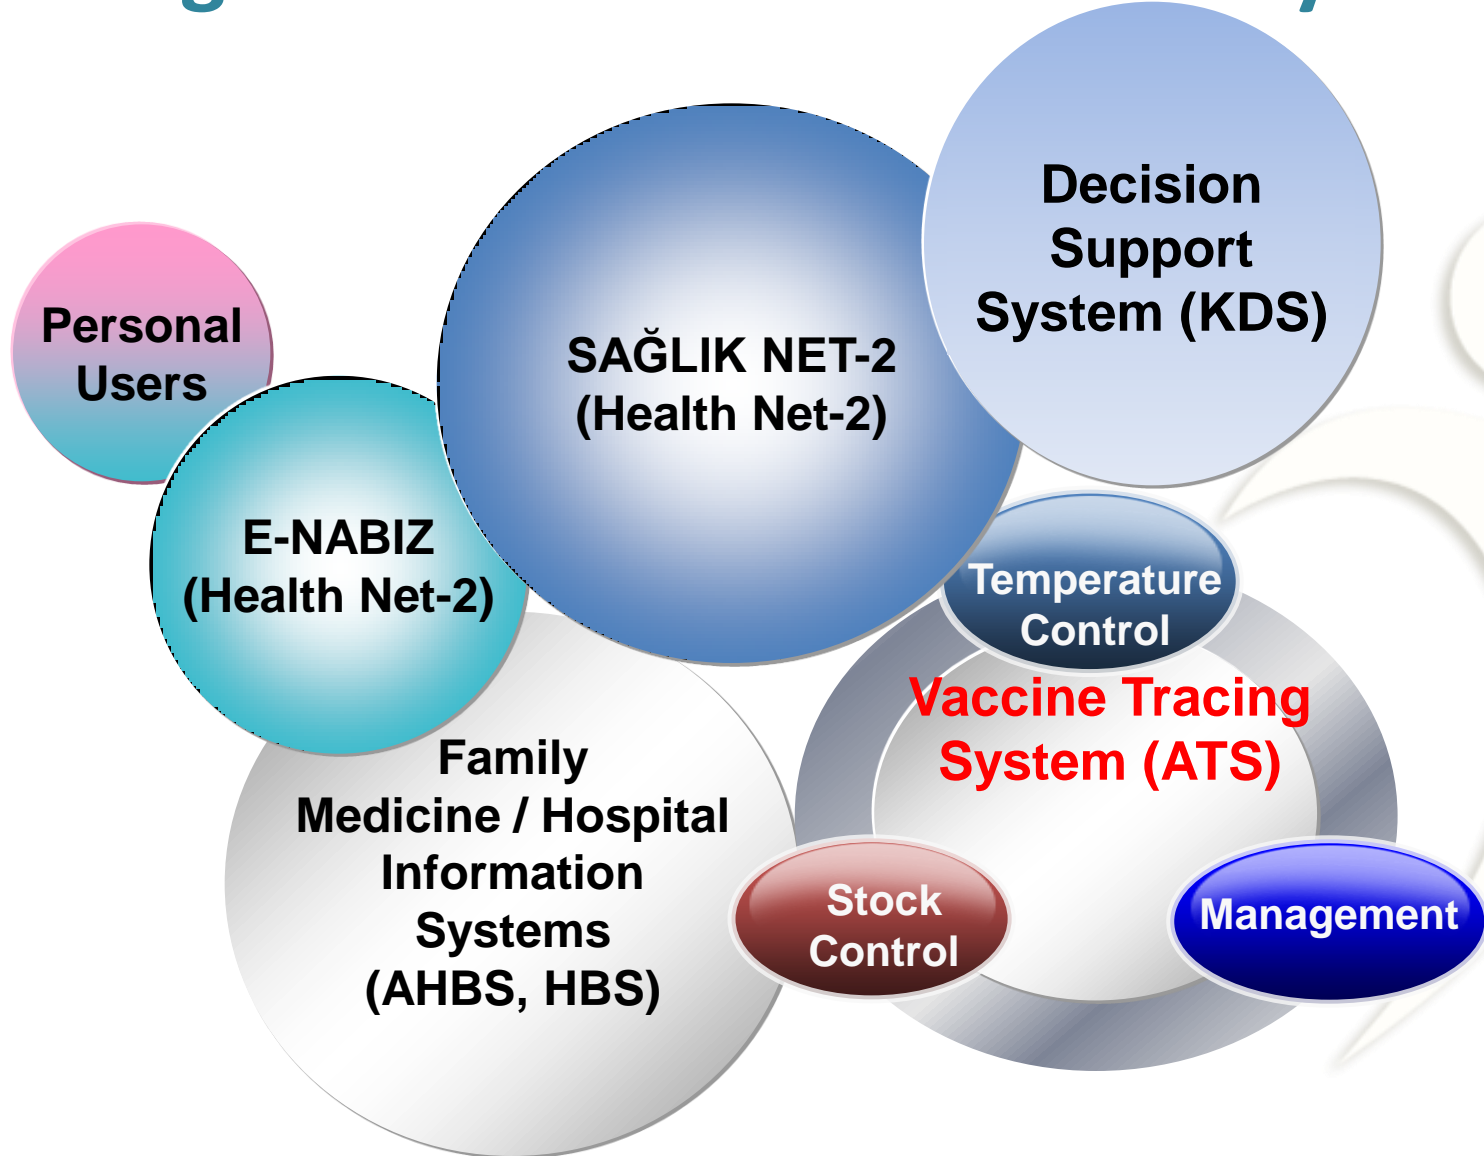 Decision
Support
System (KDS)
Personal
Users
SAĞLIK NET-2
(Health Net-2)
E-NABIZ
(Health Net-2)
Temperature
Control
Vaccine Tracing
System (ATS)
Family
Medicine / Hospital
Information
Systems
(AHBS, HBS)
Stock
Control
Management